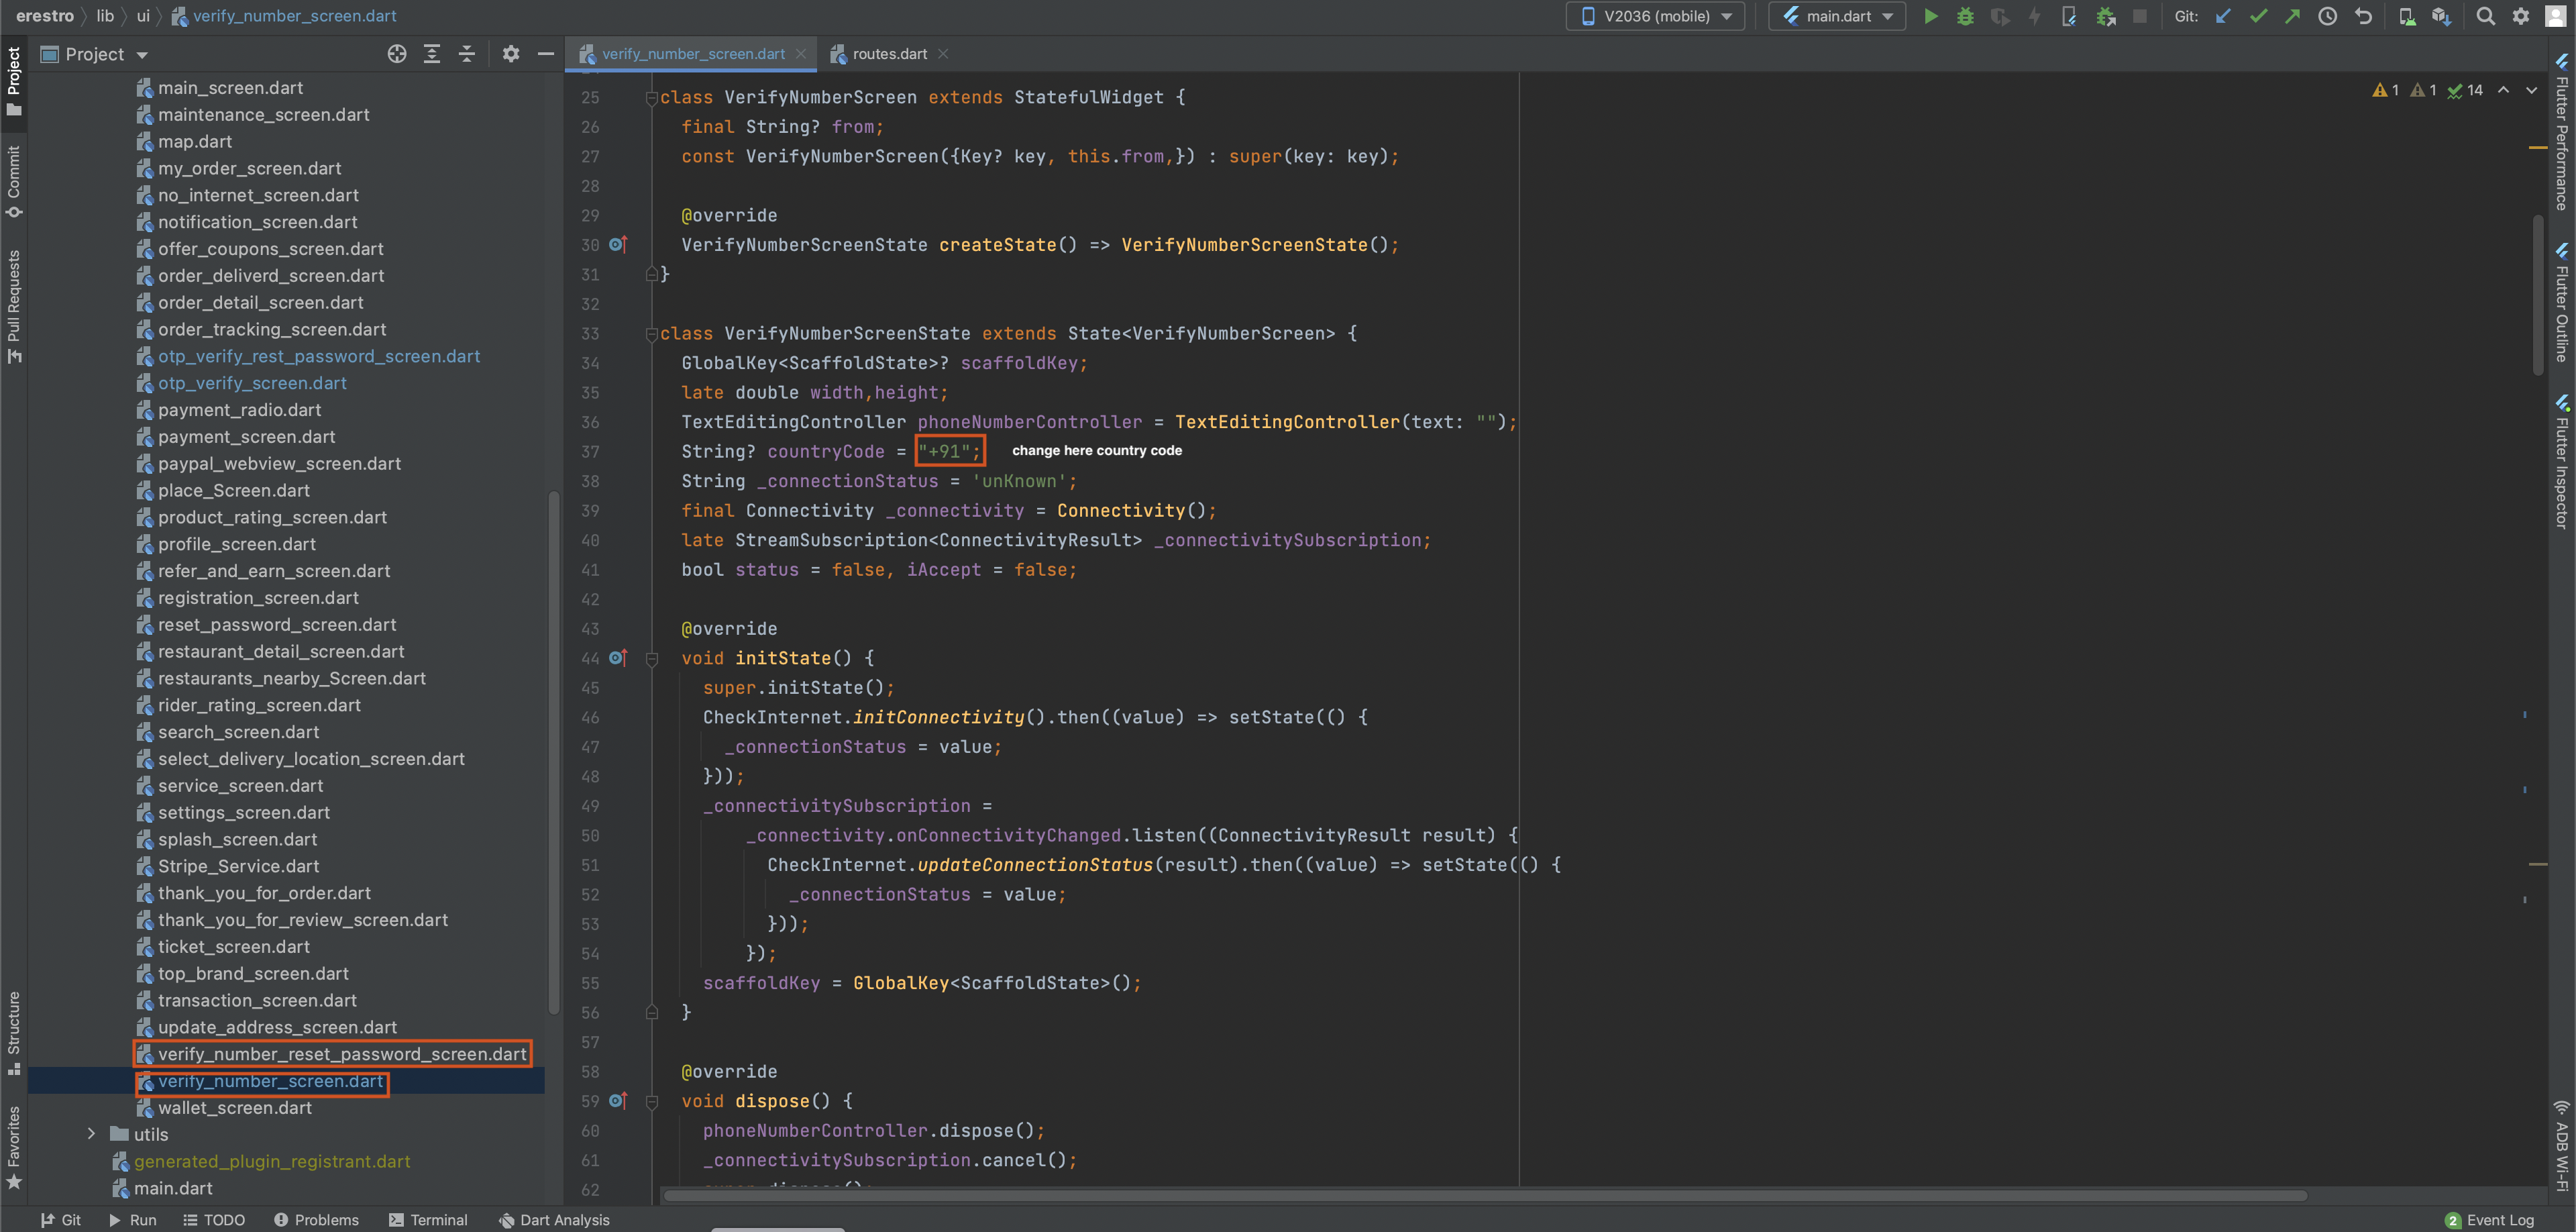 erestro lib ui verify_number_screen.dart
V2036 (mobile) main.dart Git:
Project
verify_number_screen.dart routes.dart
Project
Commit
Pull Requests
Structure
Favorites
main_screen.dart
maintenance_screen.dart
map.dart
my_order_screen.dart
no_internet_screen.dart
notification_screen.dart
offer_coupons_screen.dart
order_deliverd_screen.dart
order_detail_screen.dart
order_tracking_screen.dart
otp_verify_rest_password_screen.dart
otp_verify_screen.dart
payment_radio.dart
payment_screen.dart
paypal_webview_screen.dart
place_Screen.dart
product_rating_screen.dart
profile_screen.dart
refer_and_earn_screen.dart
registration_screen.dart
reset_password_screen.dart
restaurant_detail_screen.dart
restaurants_nearby_Screen.dart
rider_rating_screen.dart
search_screen.dart
select_delivery_location_screen.dart
service_screen.dart
settings_screen.dart
splash_screen.dart
Stripe_Service.dart
thank_you_for_order.dart
thank_you_for_review_screen.dart
ticket_screen.dart
top_brand_screen.dart
transaction_screen.dart
update_address_screen.dart
verify_number_reset_password_screen.dart
verify_number_screen.dart
wallet_screen.dart
utils
generated_plugin_registrant.dart
main.dart
25 class VerifyNumberScreen extends StatefulWidget {
26 final String? from;
27 const VerifyNumberScreen({Key? key, this.from,}) : super(key: key);
28
29 @override
30 VerifyNumberScreenState createState() => VerifyNumberScreenState();
31 }
32
33 class VerifyNumberScreenState extends State<VerifyNumberScreen> {
34 GlobalKey<ScaffoldState>? scaffoldKey;
35 late double width,height;
36 TextEditingController phoneNumberController = TextEditingController(text: "");
37 String? countryCode = "+91"; change here country code
38 String _connectionStatus = 'unKnown';
39 final Connectivity _connectivity = Connectivity();
40 late StreamSubscription<ConnectivityResult> _connectivitySubscription;
41 bool status = false, iAccept = false;
42
43 @override
44 void initState() {
45 super.initState();
46 CheckInternet.initConnectivity().then((value) => setState(() {
47 _connectionStatus = value;
48 }));
49 _connectivitySubscription =
50 _connectivity.onConnectivityChanged.listen((ConnectivityResult result) {
51 CheckInternet.updateConnectionStatus(result).then((value) => setState(() {
52 _connectionStatus = value;
53 }));
54 });
55 scaffoldKey = GlobalKey<ScaffoldState>();
56 }
57
58 @override
59 void dispose() {
60 phoneNumberController.dispose();
61 _connectivitySubscription.cancel();
62
1 1 14
Flutter Performance
Flutter Outline
Flutter Inspector
ADB Wi-Fi
Git Run TODO Problems Terminal Dart Analysis
2 Event Log